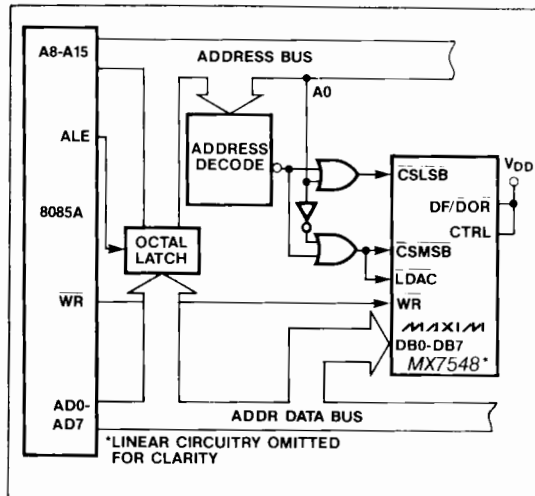 A8-A15
ADDRESS BUS
A0
ALE
ADDRESS
DECODE
8085A
OCTAL
LATCH
WR
AD0-
AD7
CSLSB
CSMSB
LDAC
WR
DB0-DB7
DF/DOR
CTRL
VDD
MAXIM
MX7548*
ADDR DATA BUS
*LINEAR CIRCUITRY OMITTED
FOR CLARITY